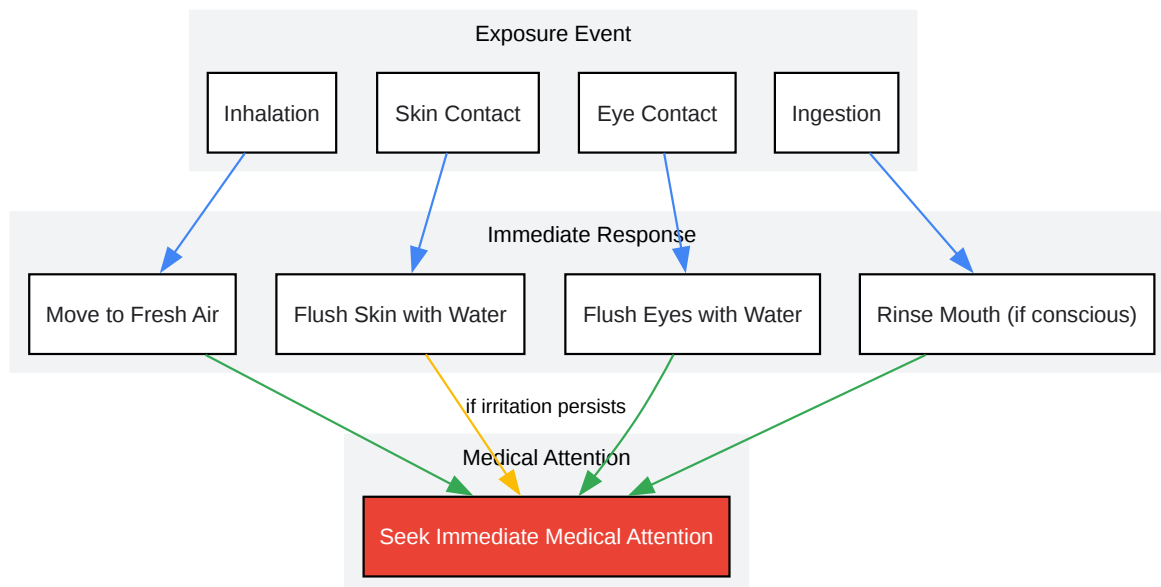 Exposure Event
Inhalation
Skin Contact
Eye Contact
Ingestion
Immediate Response
Move to Fresh Air
Flush Skin with Water
Flush Eyes with Water
Rinse Mouth (if conscious)
if irritation persists
Medical Attention
Seek Immediate Medical Attention